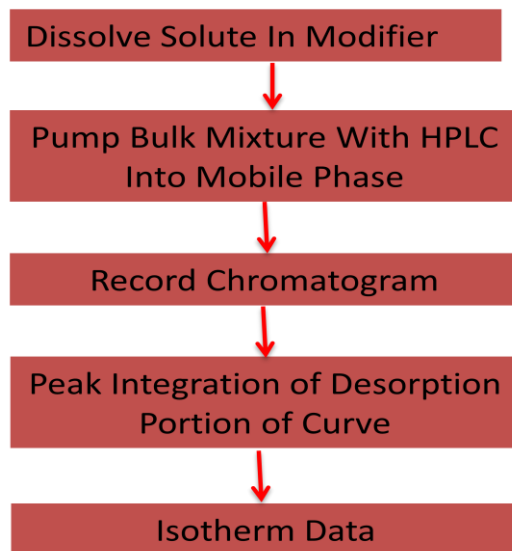 Dissolve Solute In Modifier
Pump Bulk Mixture With HPLC
Into Mobile Phase
Record Chromatogram
Peak Integration of Desorption
Portion of Curve
Isotherm Data